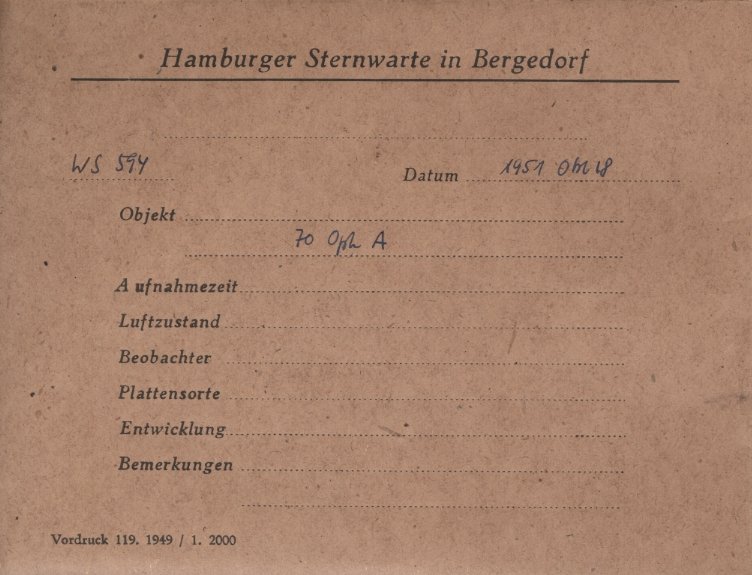 Hamburger Sternwarte in Bergedorf
WS 594
Datum 1951 Okt 18
Objekt
70 Oph A
Aufnahmezeit
Luftzustand
Beobachter
Plattensorte
Entwicklung
Bemerkungen
Vordruck 119. 1949 / 1. 2000